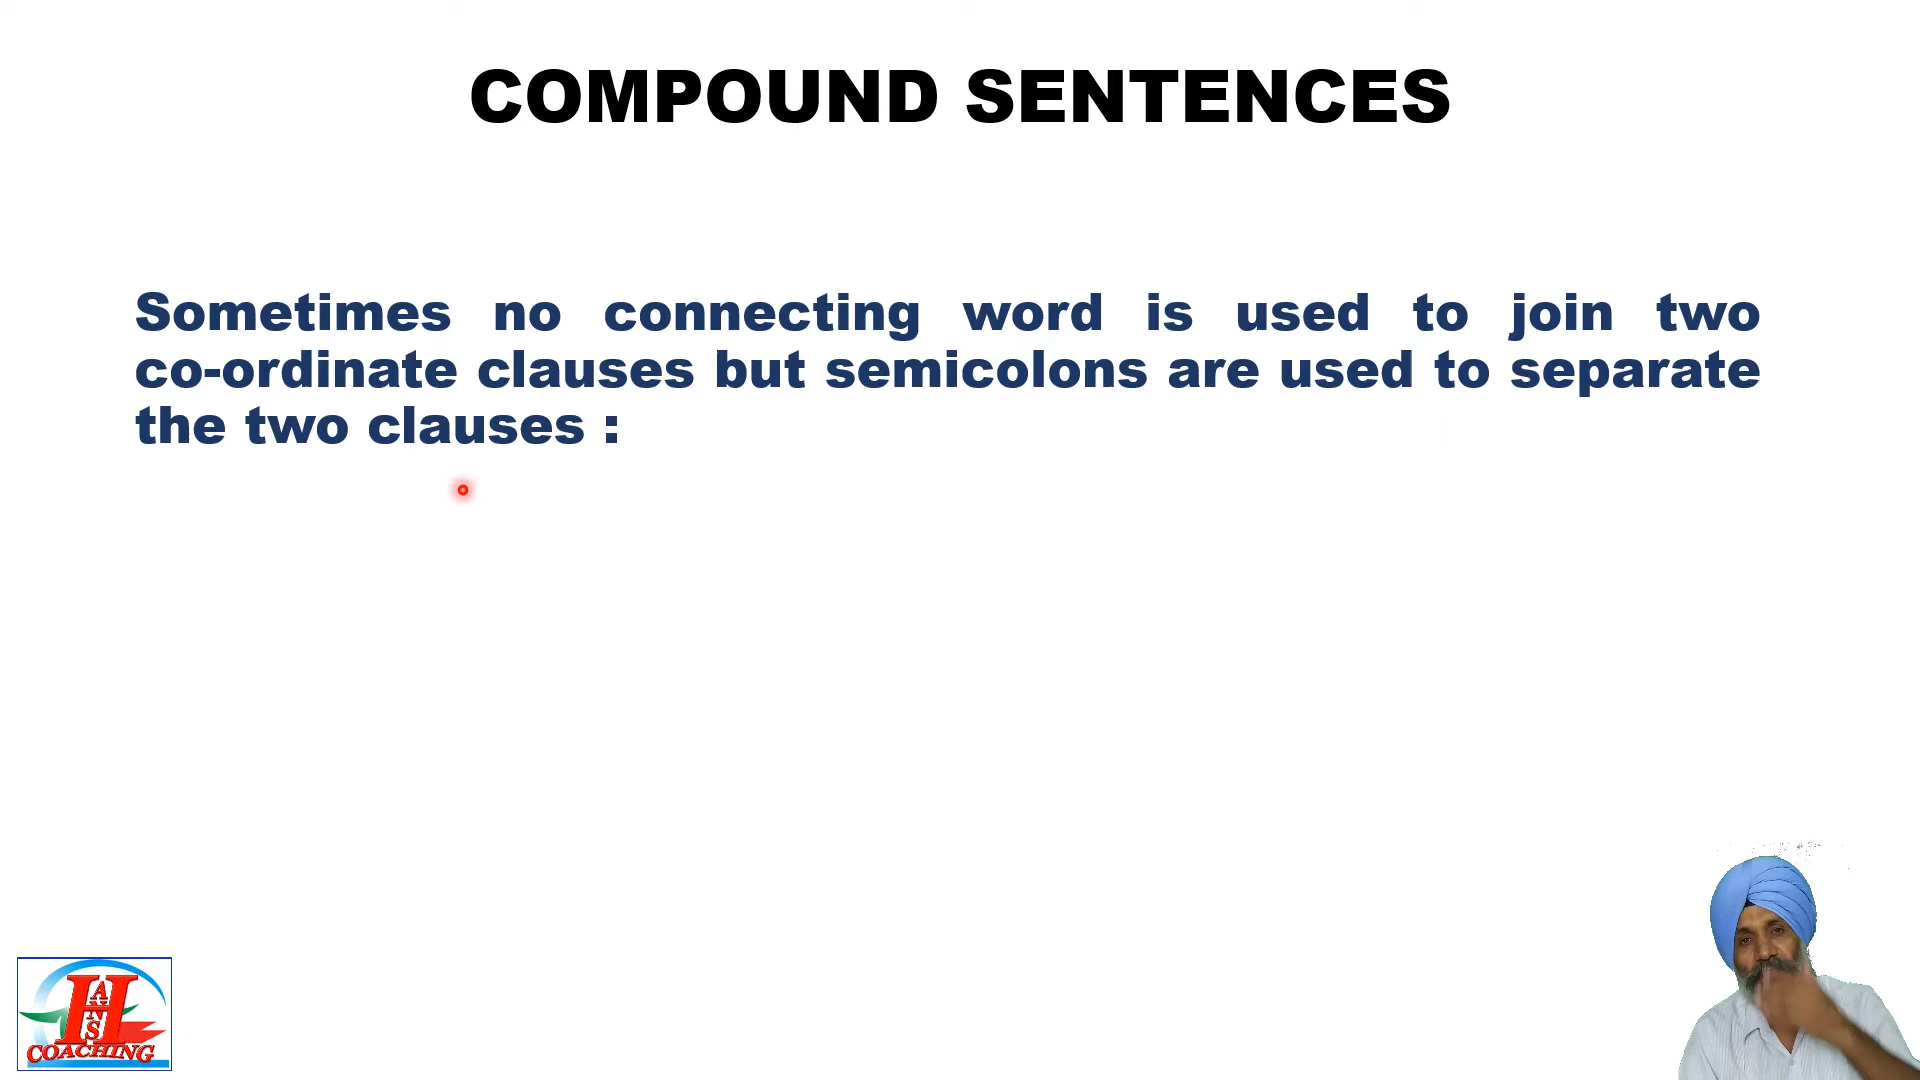 COMPOUND SENTENCES
Sometimes no connecting word is used to join two
co-ordinate clauses but semicolons are used to separate
the two clauses :
HANS
COACHING